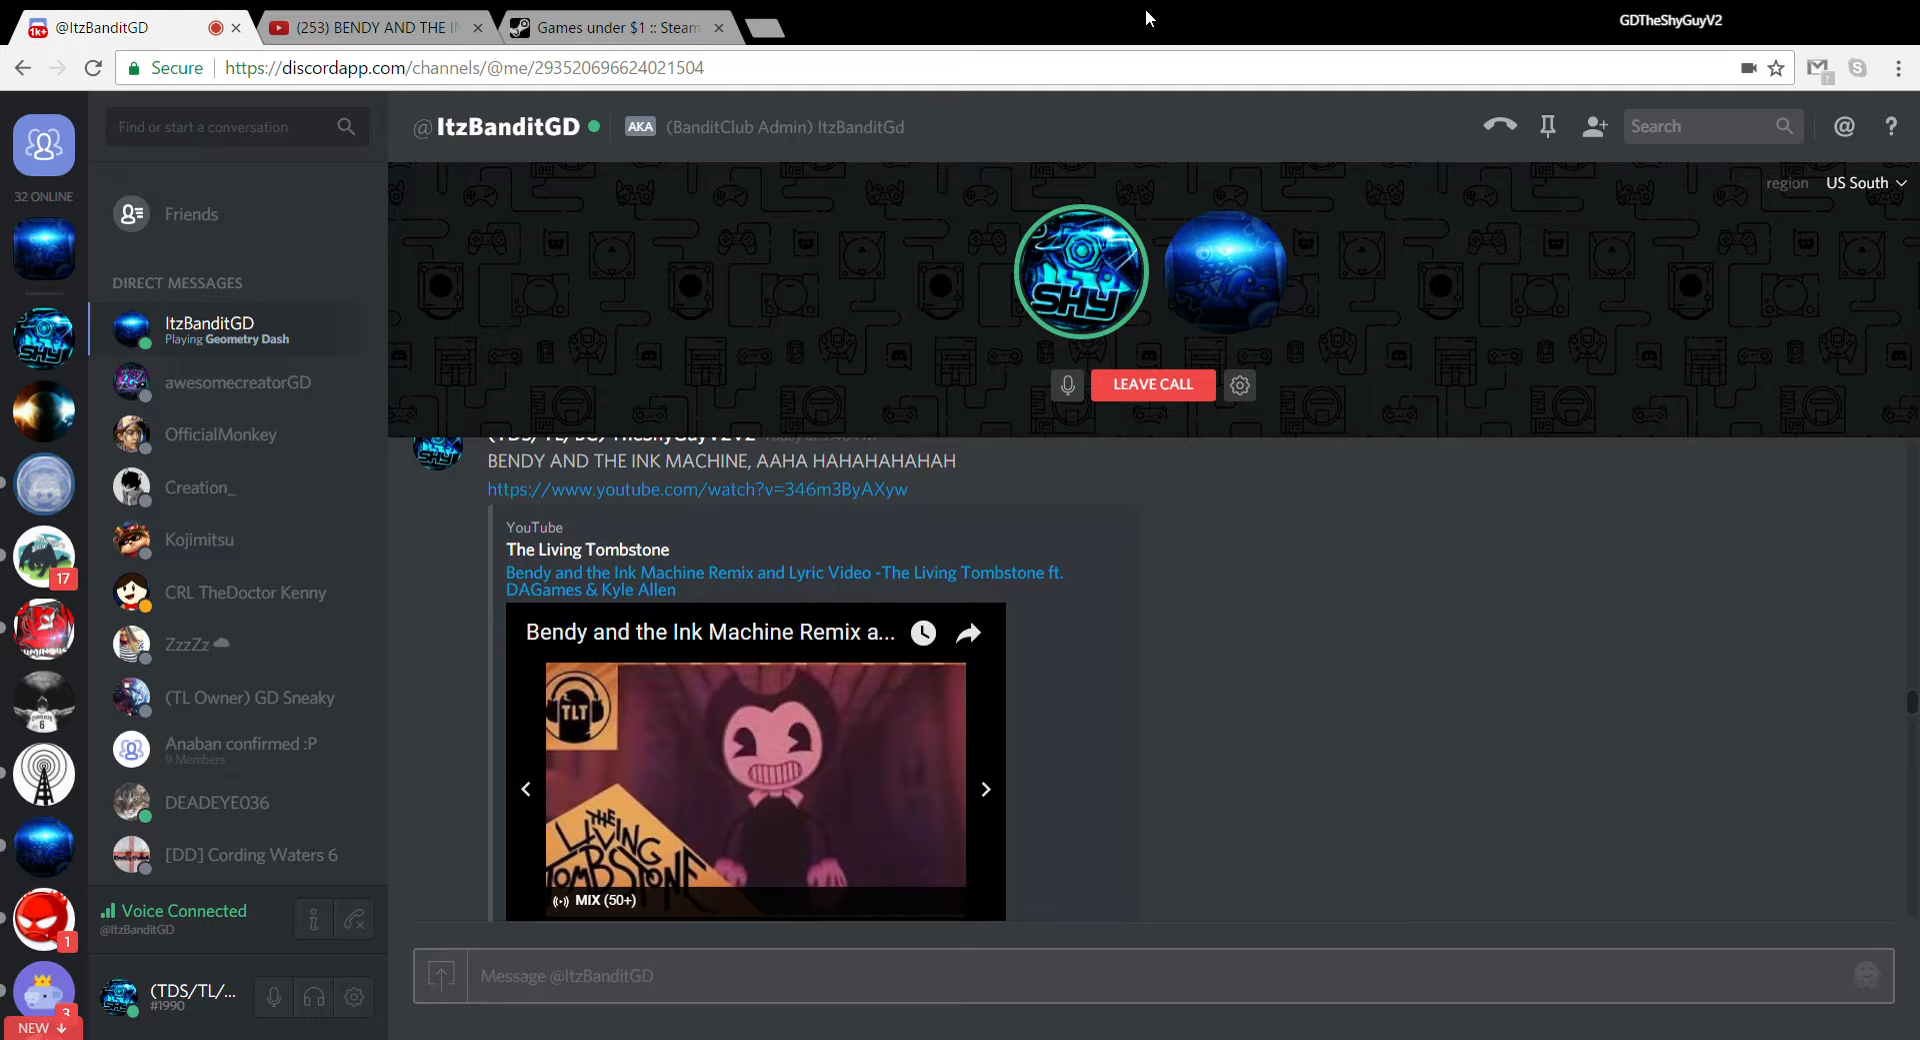 @ItzBanditGD
(253) BENDY AND THE IN
Games under $1 :: Steam
GDTheShyGuyV2
1k+
Secure
https://discordapp.com/channels/@me/293520696624021504
Find or start a conversation
@ItzBanditGD
AKA
(BanditClub Admin) ItzBanditGd
Search
@
?
32 ONLINE
Friends
region
US South
DIRECT MESSAGES
SHY
ItzBanditGD
Playing Geometry Dash
awesomecreatorGD
OfficialMonkey
Creation_
Kojimitsu
CRL TheDoctor Kenny
ZzzZz
(TL Owner) GD Sneaky
Anaban confirmed :P
9 Members
DEADEYE036
[DD] Cording Waters 6
SHY
17
1
3
NEW
Voice Connected
@ItzBanditGD
(TDS/TL/...
#1990
LEAVE CALL
BENDY AND THE INK MACHINE, AAHA HAHAHAHAHAH
https://www.youtube.com/watch?v=346m3ByAXyw
YouTube
The Living Tombstone
Bendy and the Ink Machine Remix and Lyric Video -The Living Tombstone ft.
DAGames & Kyle Allen
Bendy and the Ink Machine Remix a...
TLT
THE
LIVING
TOMBSTONE
MIX (50+)
Message @ItzBanditGD